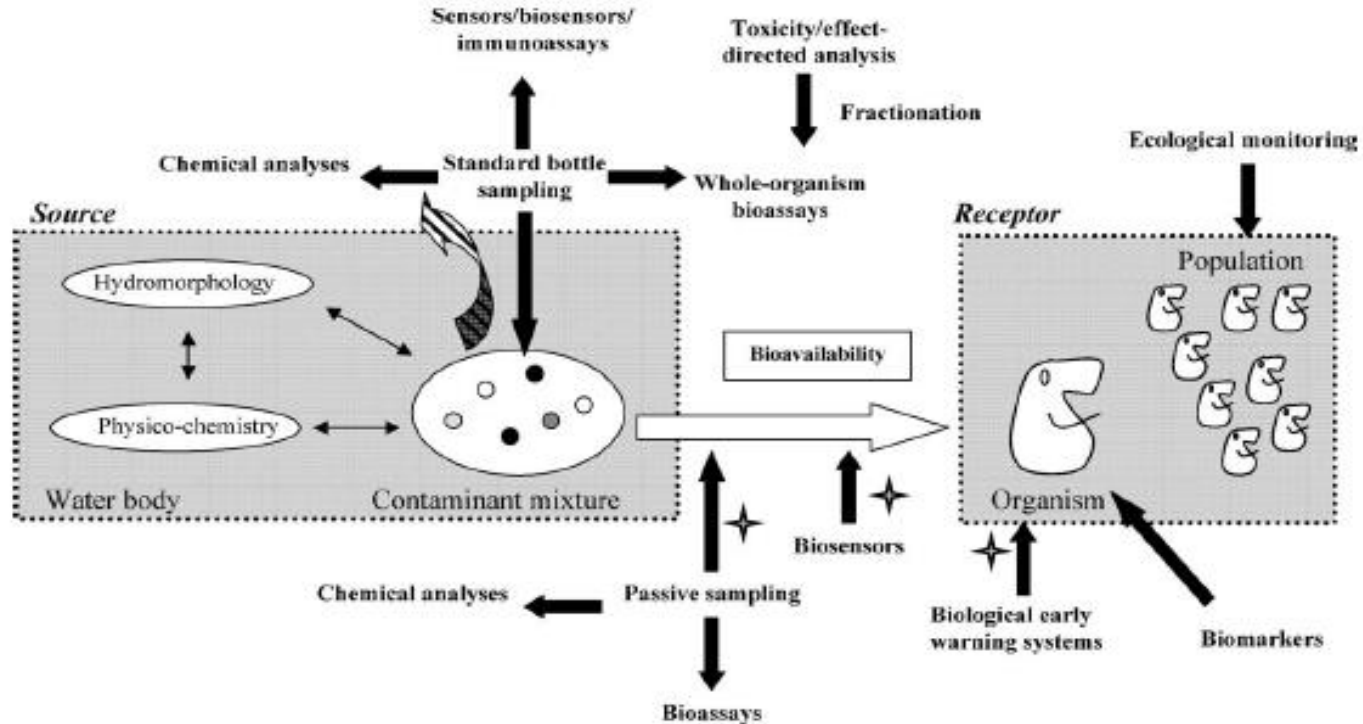 Sensors/biosensors/
immunoassays
Toxicity/effect-
directed analysis
Fractionation
Ecological monitoring
Chemical analyses
Standard bottle
sampling
Whole-organism
bioassays
Source
Receptor
Hydromorphology
Population
Bioavailability
Physico-chemistry
Water body
Contaminant mixture
Organism
Biosensors
Chemical analyses
Passive sampling
Biological early
warning systems
Biomarkers
Bioassays